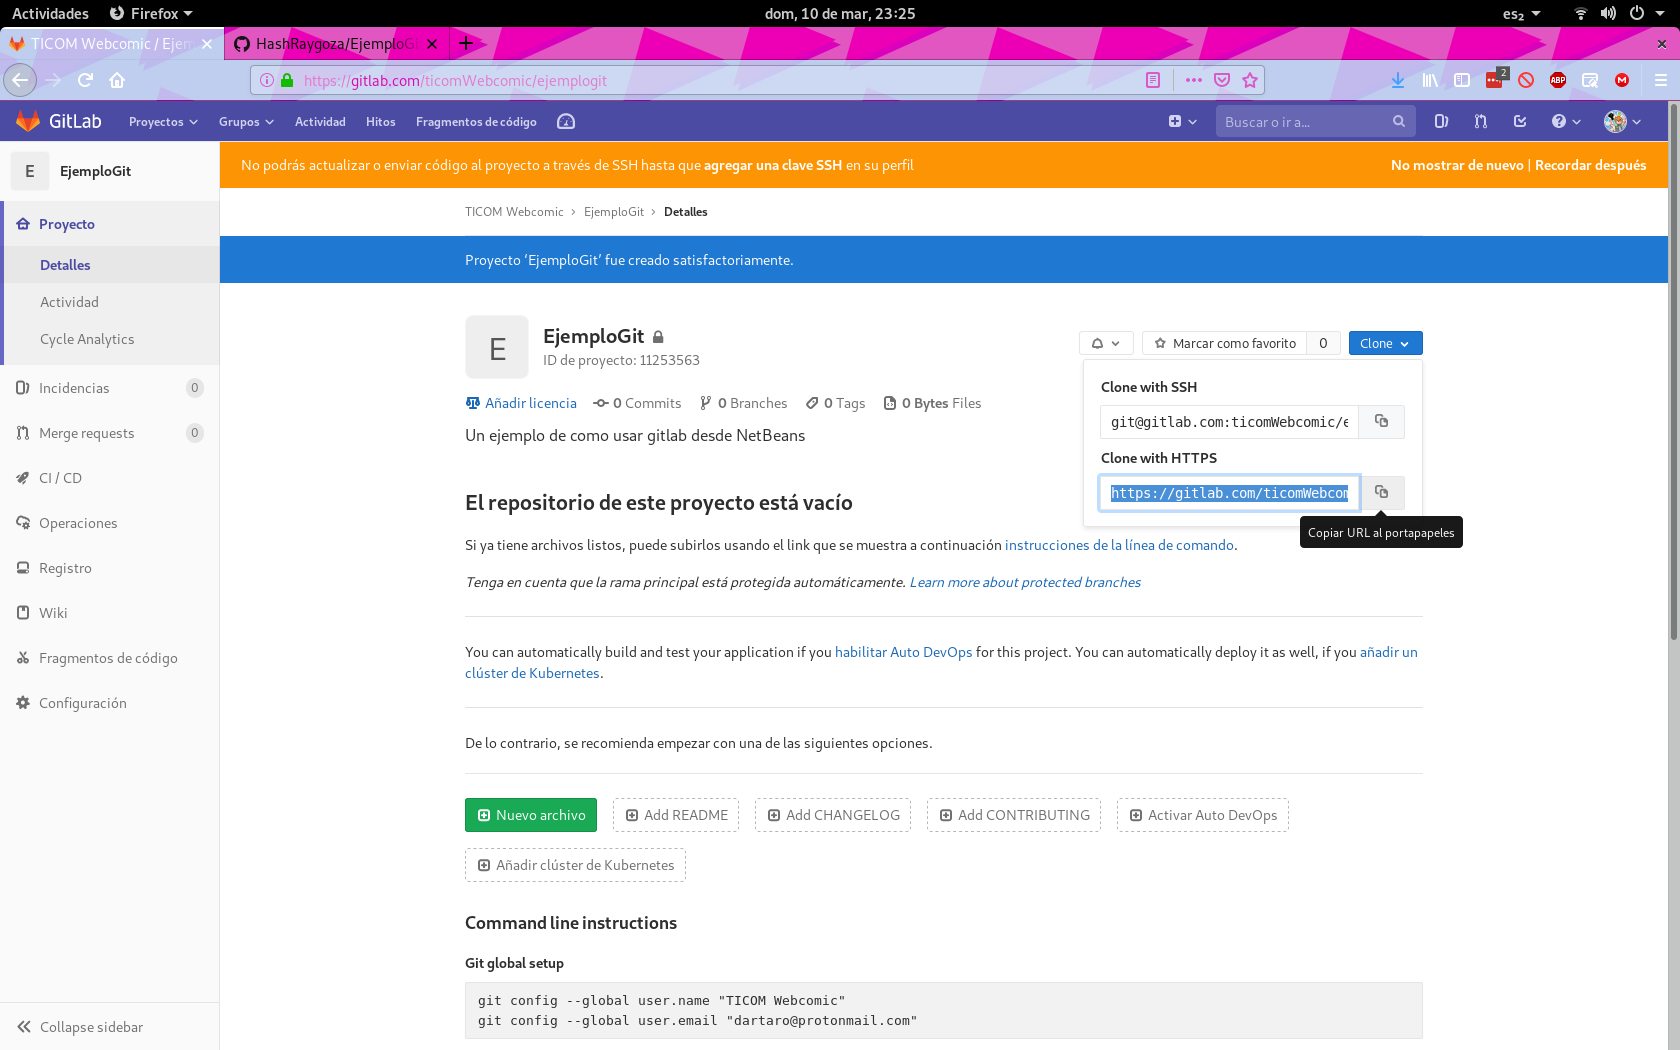 Actividades
Firefox
dom, 10 de mar, 23:25
es₂
TICOM Webcomic / Ejem
HashRaygoza/EjemploGi
https://gitlab.com/ticomWebcomic/ejemplogit
2
ABP
GitLab
Proyectos
Grupos
Actividad
Hitos
Fragmentos de código
Buscar o ir a...
E
EjemploGit
No podrás actualizar o enviar código al proyecto a través de SSH hasta que agregar una clave SSH en su perfil
No mostrar de nuevo | Recordar después
Proyecto
Detalles
Actividad
Cycle Analytics
Incidencias 0
Merge requests 0
CI / CD
Operaciones
Registro
Wiki
Fragmentos de código
Configuración
Collapse sidebar
TICOM Webcomic › EjemploGit › Detalles
Proyecto ‘EjemploGit’ fue creado satisfactoriamente.
E
EjemploGit
ID de proyecto: 11253563
Marcar como favorito 0
Clone
Clone with SSH
git@gitlab.com:ticomWebcomic/e
Clone with HTTPS
https://gitlab.com/ticomWebcom
Copiar URL al portapapeles
Añadir licencia
0 Commits
0 Branches
0 Tags
0 Bytes Files
Un ejemplo de como usar gitlab desde NetBeans
El repositorio de este proyecto está vacío
Si ya tiene archivos listos, puede subirlos usando el link que se muestra a continuación instrucciones de la línea de comando.
Tenga en cuenta que la rama principal está protegida automáticamente. Learn more about protected branches
You can automatically build and test your application if you habilitar Auto DevOps for this project. You can automatically deploy it as well, if you añadir un
clúster de Kubernetes.
De lo contrario, se recomienda empezar con una de las siguientes opciones.
Nuevo archivo
Add README
Add CHANGELOG
Add CONTRIBUTING
Activar Auto DevOps
Añadir clúster de Kubernetes
Command line instructions
Git global setup
git config --global user.name "TICOM Webcomic"
git config --global user.email "dartaro@protonmail.com"